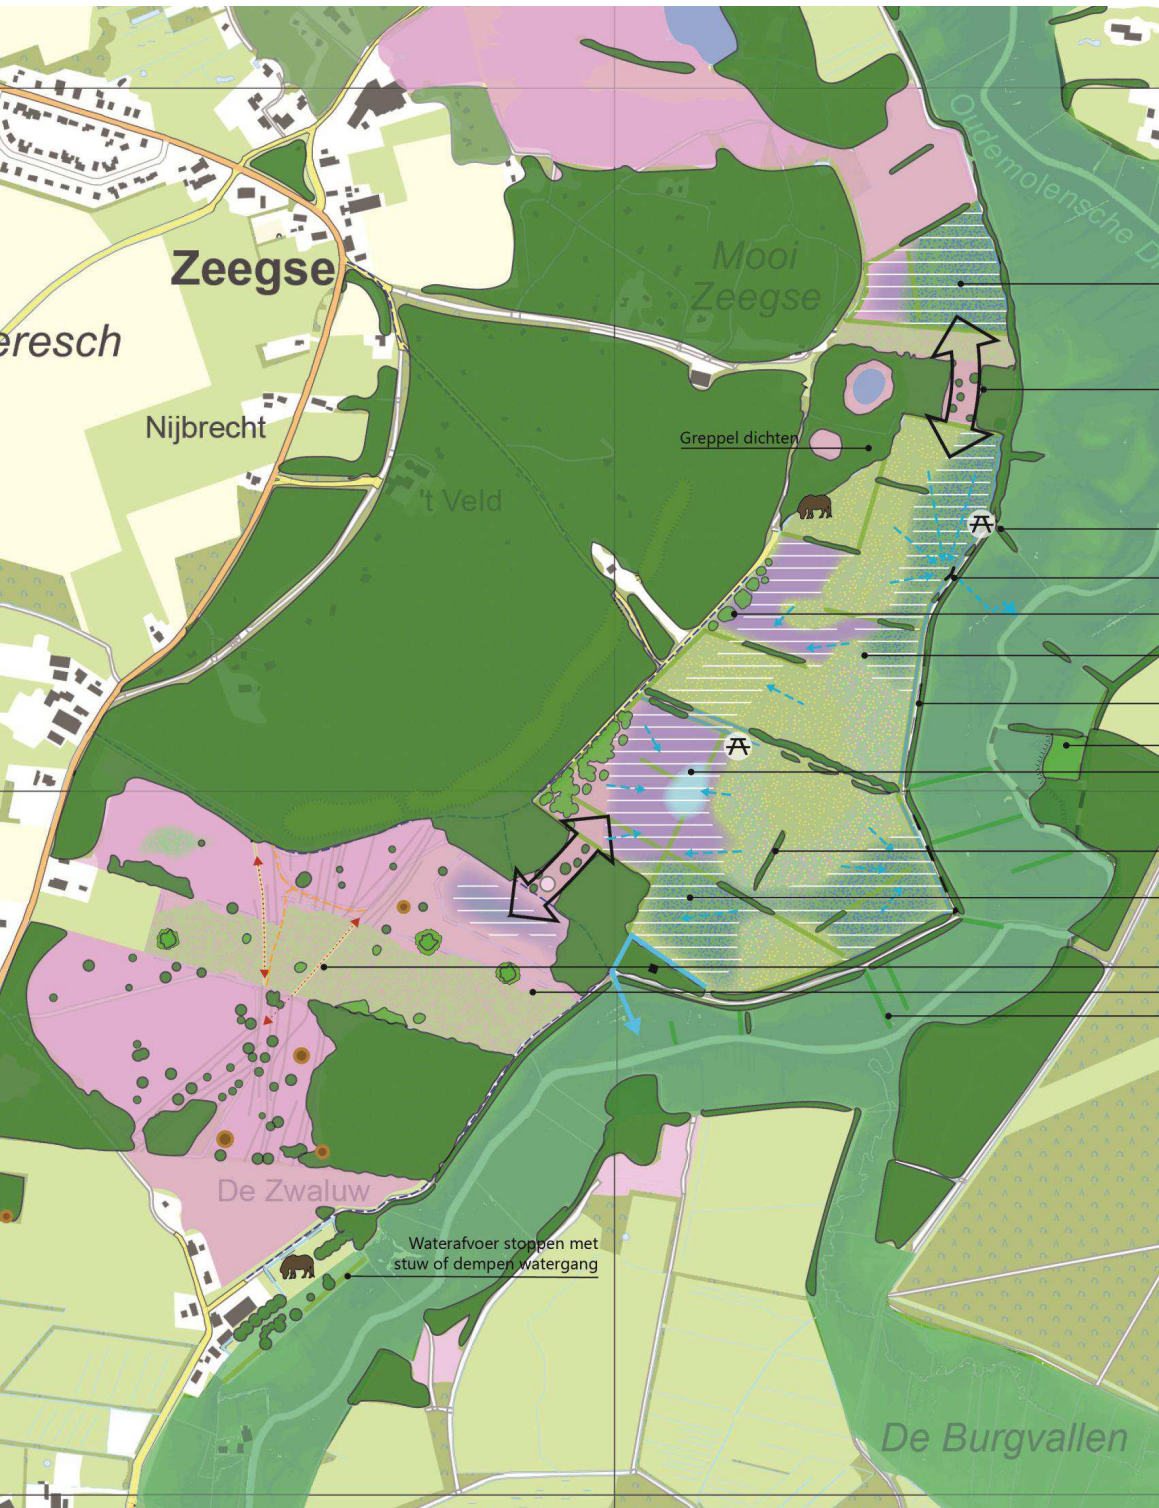 Oudemolensche D
Mooi
Zeegse
Zeegse
eresch
Nijbrecht
Greppel dichten
't Veld
De Zwaluw
Waterafvoer stoppen met
stuw of dempen watergang
De Burgvallen